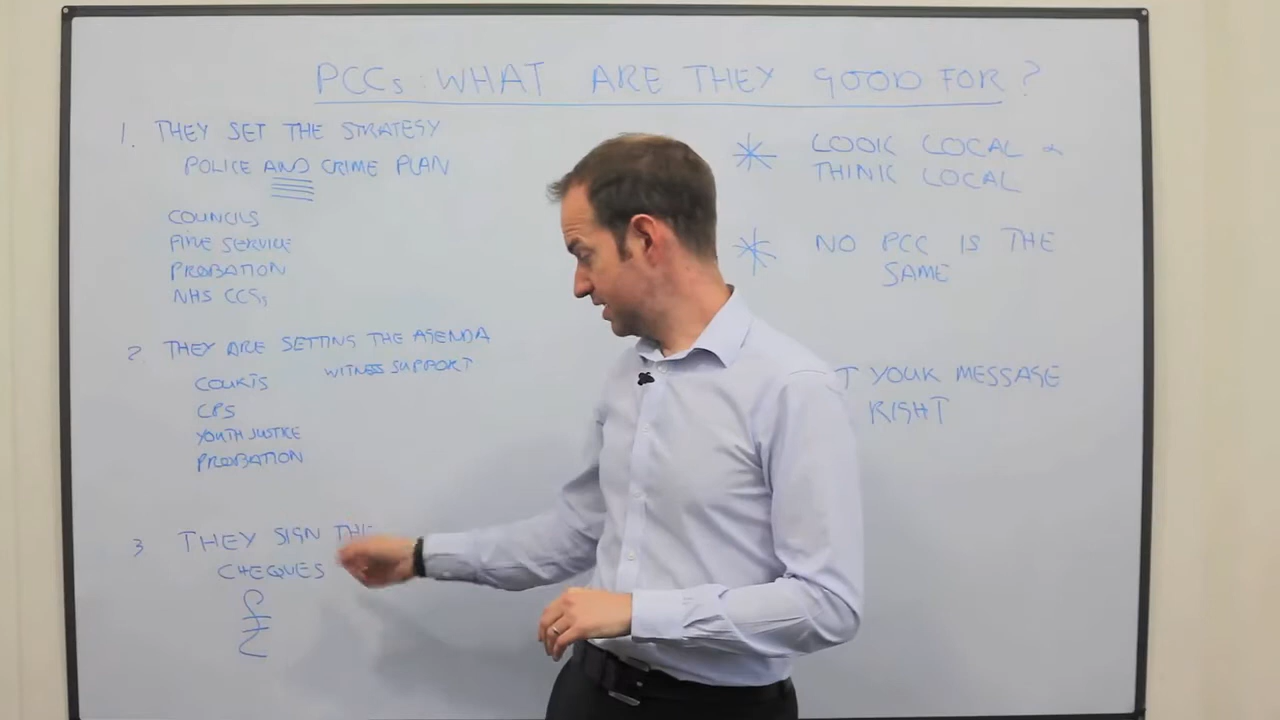 PCCs: WHAT ARE THEY GOOD FOR?
1. THEY SET THE STRATEGY
POLICE AND CRIME PLAN
COUNCILS
FIRE SERVICE
PROBATION
NHS CCGs
2 THEY ARE SETTING THE AGENDA
WITNESS SUPPORT
COURTS
CPS
YOUTH JUSTICE
PROBATION
3 THEY SIGN THE
CHEQUES
£
* LOOK LOCAL &
THINK LOCAL
* NO PCC IS THE
SAME
T YOUR MESSAGE
RIGHT